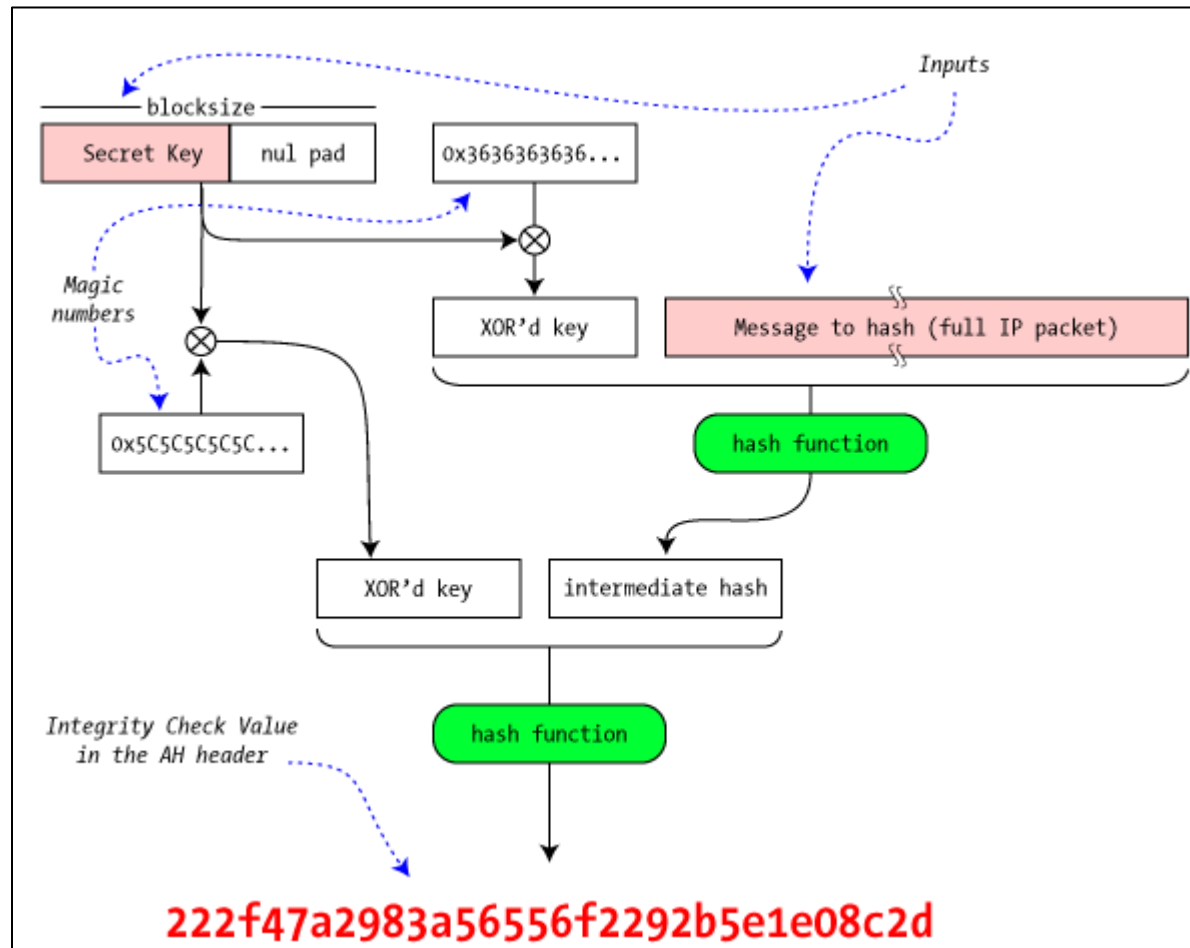 Inputs
blocksize
Secret Key
nul pad
0x3636363636...
Magic
numbers
XOR'd key
Message to hash (full IP packet)
0x5C5C5C5C5C...
hash function
XOR'd key
intermediate hash
Integrity Check Value
in the AH header
hash function
222f47a2983a56556f2292b5e1e08c2d